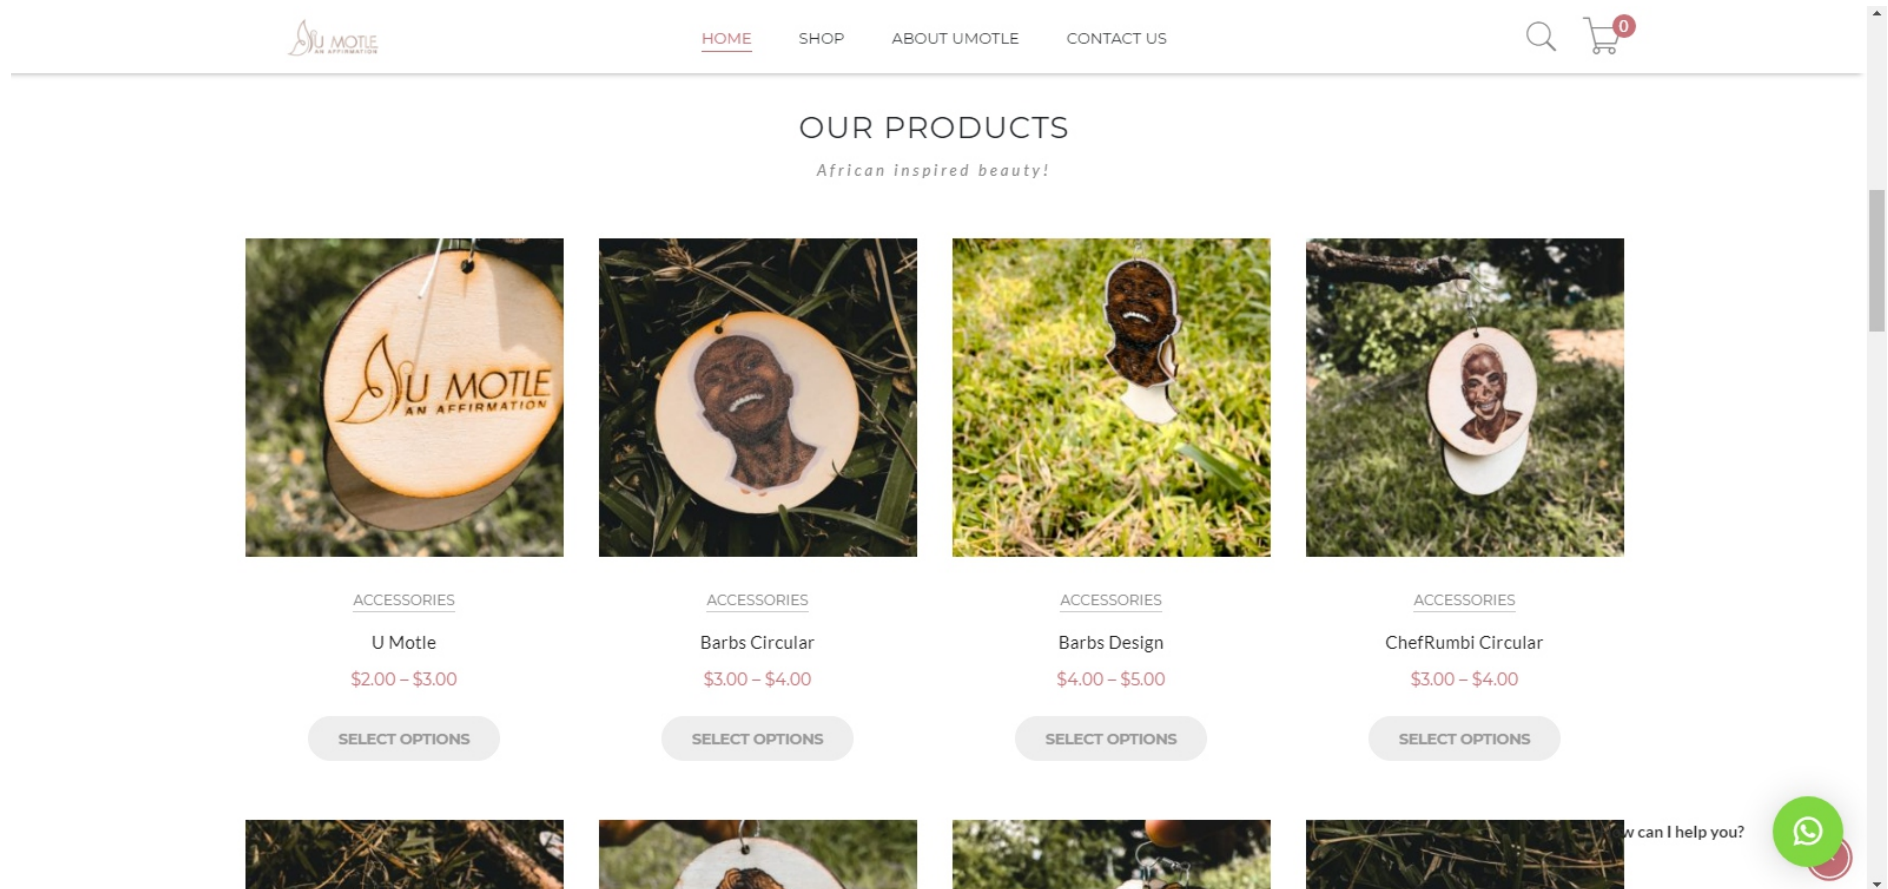 U MOTLE
AN AFFIRMATION
HOME
SHOP
ABOUT UMOTLE
CONTACT US
0
OUR PRODUCTS
African inspired beauty!
U MOTLE
AN AFFIRMATION
ACCESSORIES
U Motle
$2.00 – $3.00
SELECT OPTIONS
ACCESSORIES
Barbs Circular
$3.00 – $4.00
SELECT OPTIONS
ACCESSORIES
Barbs Design
$4.00 – $5.00
SELECT OPTIONS
ACCESSORIES
ChefRumbi Circular
$3.00 – $4.00
SELECT OPTIONS
w can I help you?